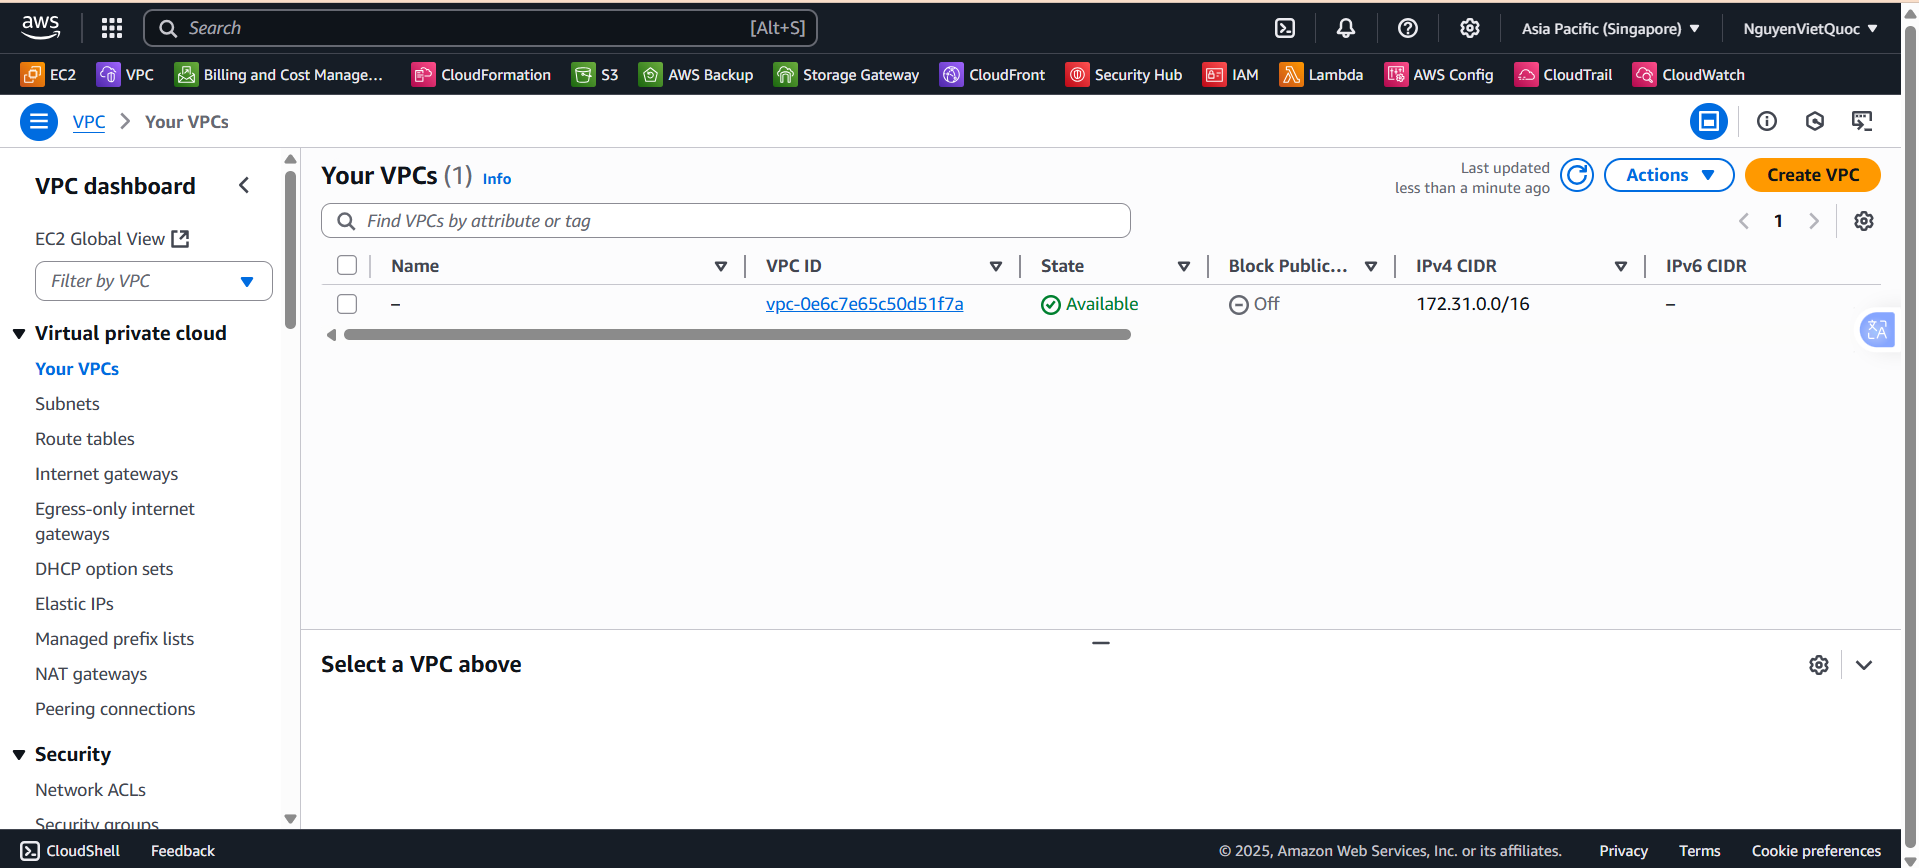 aws
Search [Alt+S]
Asia Pacific (Singapore)
NguyenVietQuoc
EC2 VPC Billing and Cost Manage... CloudFormation S3 AWS Backup Storage Gateway CloudFront Security Hub IAM Lambda AWS Config CloudTrail CloudWatch
VPC Your VPCs
VPC dashboard
EC2 Global View
Filter by VPC
Virtual private cloud
Your VPCs
Subnets
Route tables
Internet gateways
Egress-only internet
gateways
DHCP option sets
Elastic IPs
Managed prefix lists
NAT gateways
Peering connections
Security
Network ACLs
Security groups
Your VPCs (1) Info
Last updated
less than a minute ago
Actions
Create VPC
Find VPCs by attribute or tag
1
Name VPC ID State Block Public... IPv4 CIDR IPv6 CIDR
– vpc-0e6c7e65c50d51f7a Available Off 172.31.0.0/16 –
Select a VPC above
CloudShell Feedback © 2025, Amazon Web Services, Inc. or its affiliates. Privacy Terms Cookie preferences